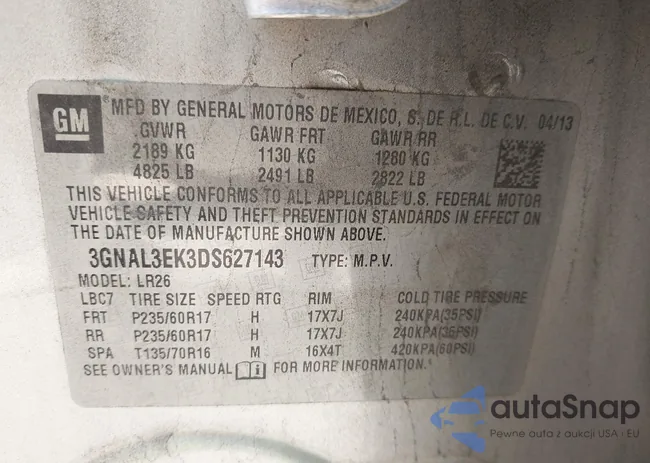 GM
MFD BY GENERAL MOTORS DE MEXICO, S. DE R.L. DE C.V. 04/13
GVWR GAWR FRT GAWR RR
2189 KG 1130 KG 1280 KG
4825 LB 2491 LB 2822 LB
THIS VEHICLE CONFORMS TO ALL APPLICABLE U.S. FEDERAL MOTOR
VEHICLE SAFETY AND THEFT PREVENTION STANDARDS IN EFFECT ON
THE DATE OF MANUFACTURE SHOWN ABOVE.
3GNAL3EK3DS627143 TYPE: M.P.V.
MODEL: LR26
LBC7 TIRE SIZE SPEED RTG RIM COLD TIRE PRESSURE
FRT P235/60R17 H 17X7J 240KPA(35PSI)
RR P235/60R17 H 17X7J 240KPA(35PSI)
SPA T135/70R16 M 16X4T 420KPA(60PSI)
SEE OWNER'S MANUAL i FOR MORE INFORMATION.
autaSnap
Pewne auta z aukcji USA i EU